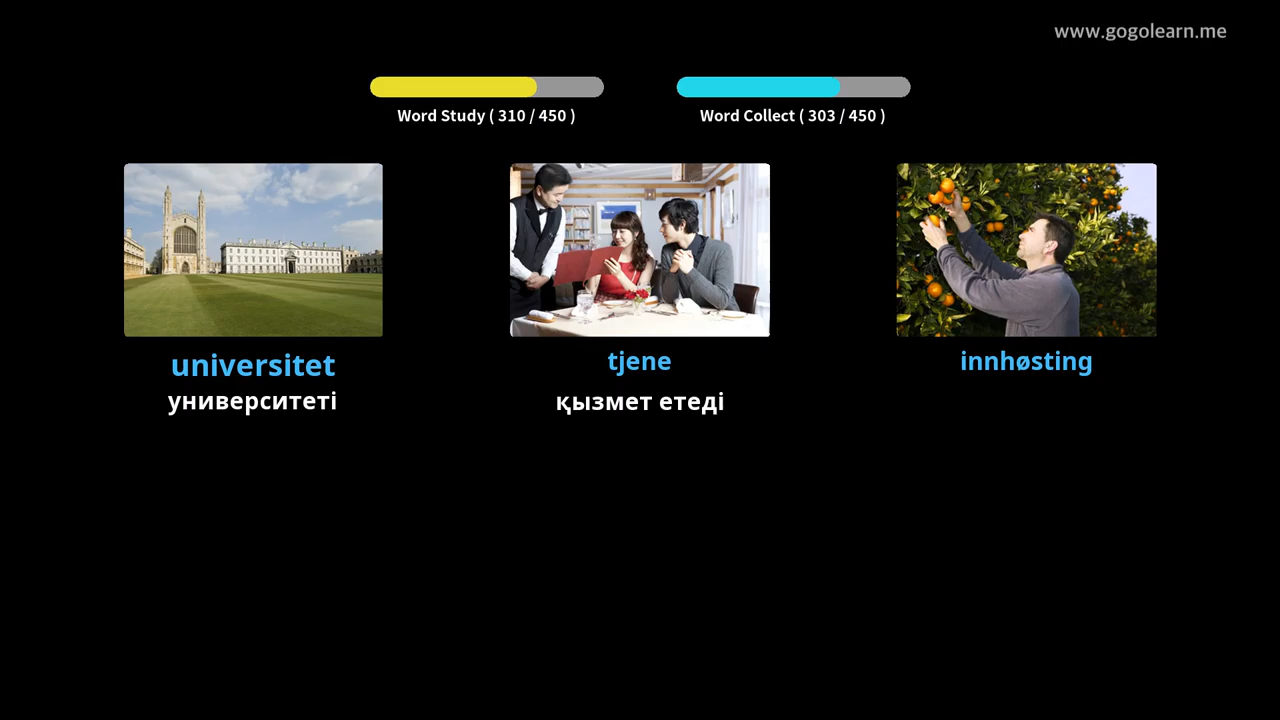 www.gogolearn.me
Word Study ( 310 / 450 )
Word Collect ( 303 / 450 )
universitet
университеті
tjene
қызмет етеді
innhøsting